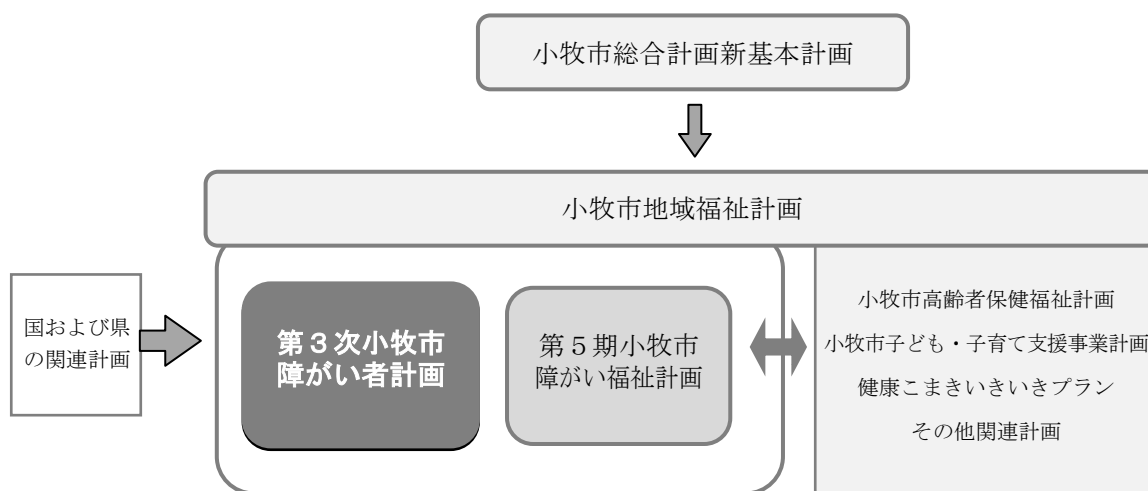 小牧市総合計画新基本計画
小牧市地域福祉計画
国および県
の関連計画
第3次小牧市
障がい者計画
第5期小牧市
障がい福祉計画
小牧市高齢者保健福祉計画
小牧市子ども・子育て支援事業計画
健康こまきいきいきプラン
その他関連計画